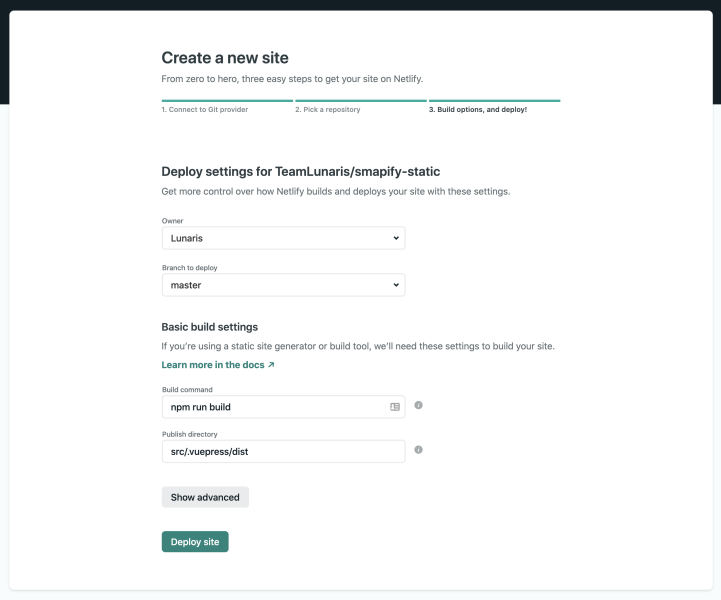 Create a new site
From zero to hero, three easy steps to get your site on Netlify.
1. Connect to Git provider
2. Pick a repository
3. Build options, and deploy!
Deploy settings for TeamLunaris/smapify-static
Get more control over how Netlify builds and deploys your site with these settings.
Owner
Lunaris
Branch to deploy
master
Basic build settings
If you’re using a static site generator or build tool, we’ll need these settings to build your site.
Learn more in the docs ↗
Build command
npm run build
Publish directory
src/.vuepress/dist
Show advanced
Deploy site